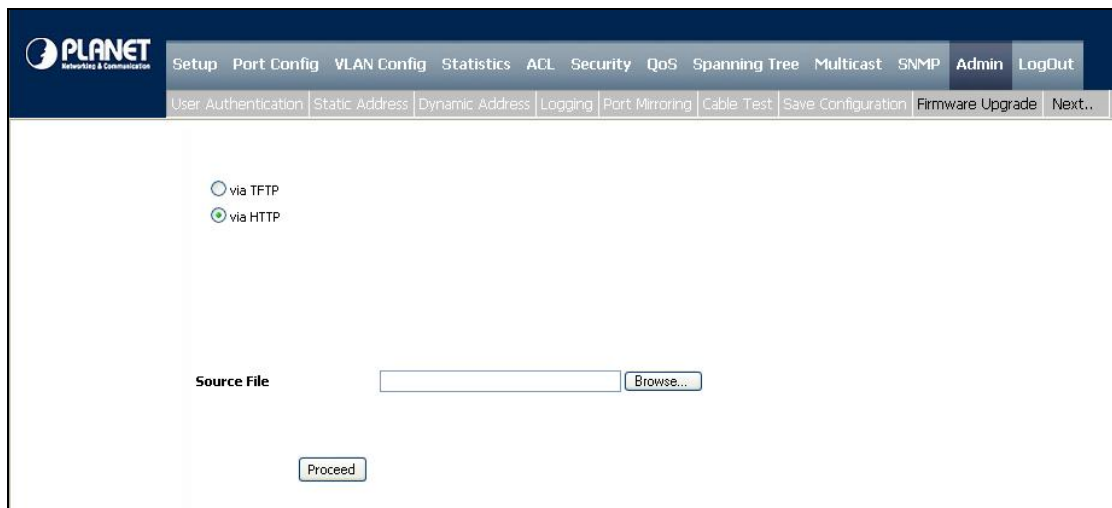 PLANET
Networking & Communication
Setup Port Config VLAN Config Statistics ACL Security QoS Spanning Tree Multicast SNMP Admin LogOut
User Authentication Static Address Dynamic Address Logging Port Mirroring Cable Test Save Configuration Firmware Upgrade Next..
via TFTP
via HTTP
Source File Browse...
Proceed